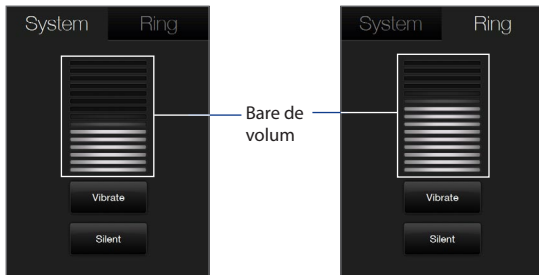 System Ring
Vibrate
Silent
Bare de
volum
System Ring
Vibrate
Silent